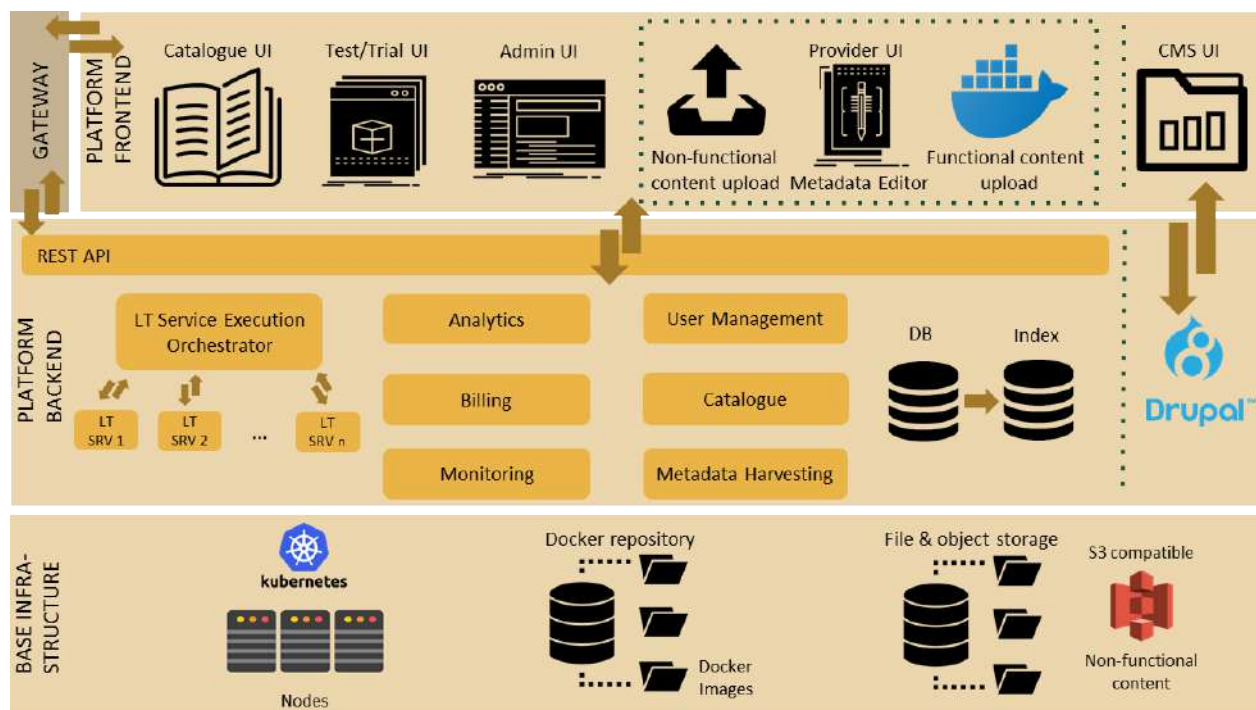 GATEWAY
PLATFORM
FRONTEND
Catalogue UI
Test/Trial UI
Admin UI
Provider UI
CMS UI
Non-functional
content upload
Metadata Editor
Functional content
upload
PLATFORM
BACKEND
REST API
LT Service Execution
Orchestrator
LT
SRV 1
LT
SRV 2
...
LT
SRV n
Analytics
Billing
Monitoring
User Management
Catalogue
Metadata Harvesting
DB
Index
Drupal™
BASE INFRA-
STRUCTURE
kubernetes
Nodes
Docker repository
Docker
Images
File & object storage
S3 compatible
Non-functional
content